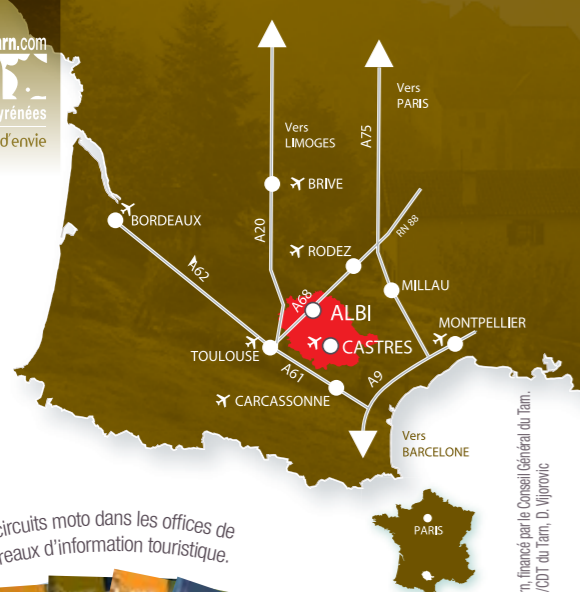 rn.com
yrénées
d'envie
Vers
LIMOGES
Vers
PARIS
A75
BRIVE
A20
RN 88
BORDEAUX
RODEZ
A62
MILLAU
A68
ALBI
MONTPELLIER
TOULOUSE
CASTRES
A61
A9
CARCASSONNE
Vers
BARCELONE
PARIS
circuits moto dans les offices de
reaux d'information touristique.
rn, financé par le Conseil Général du Tarn.
/CDT du Tarn, D. Vijorovic